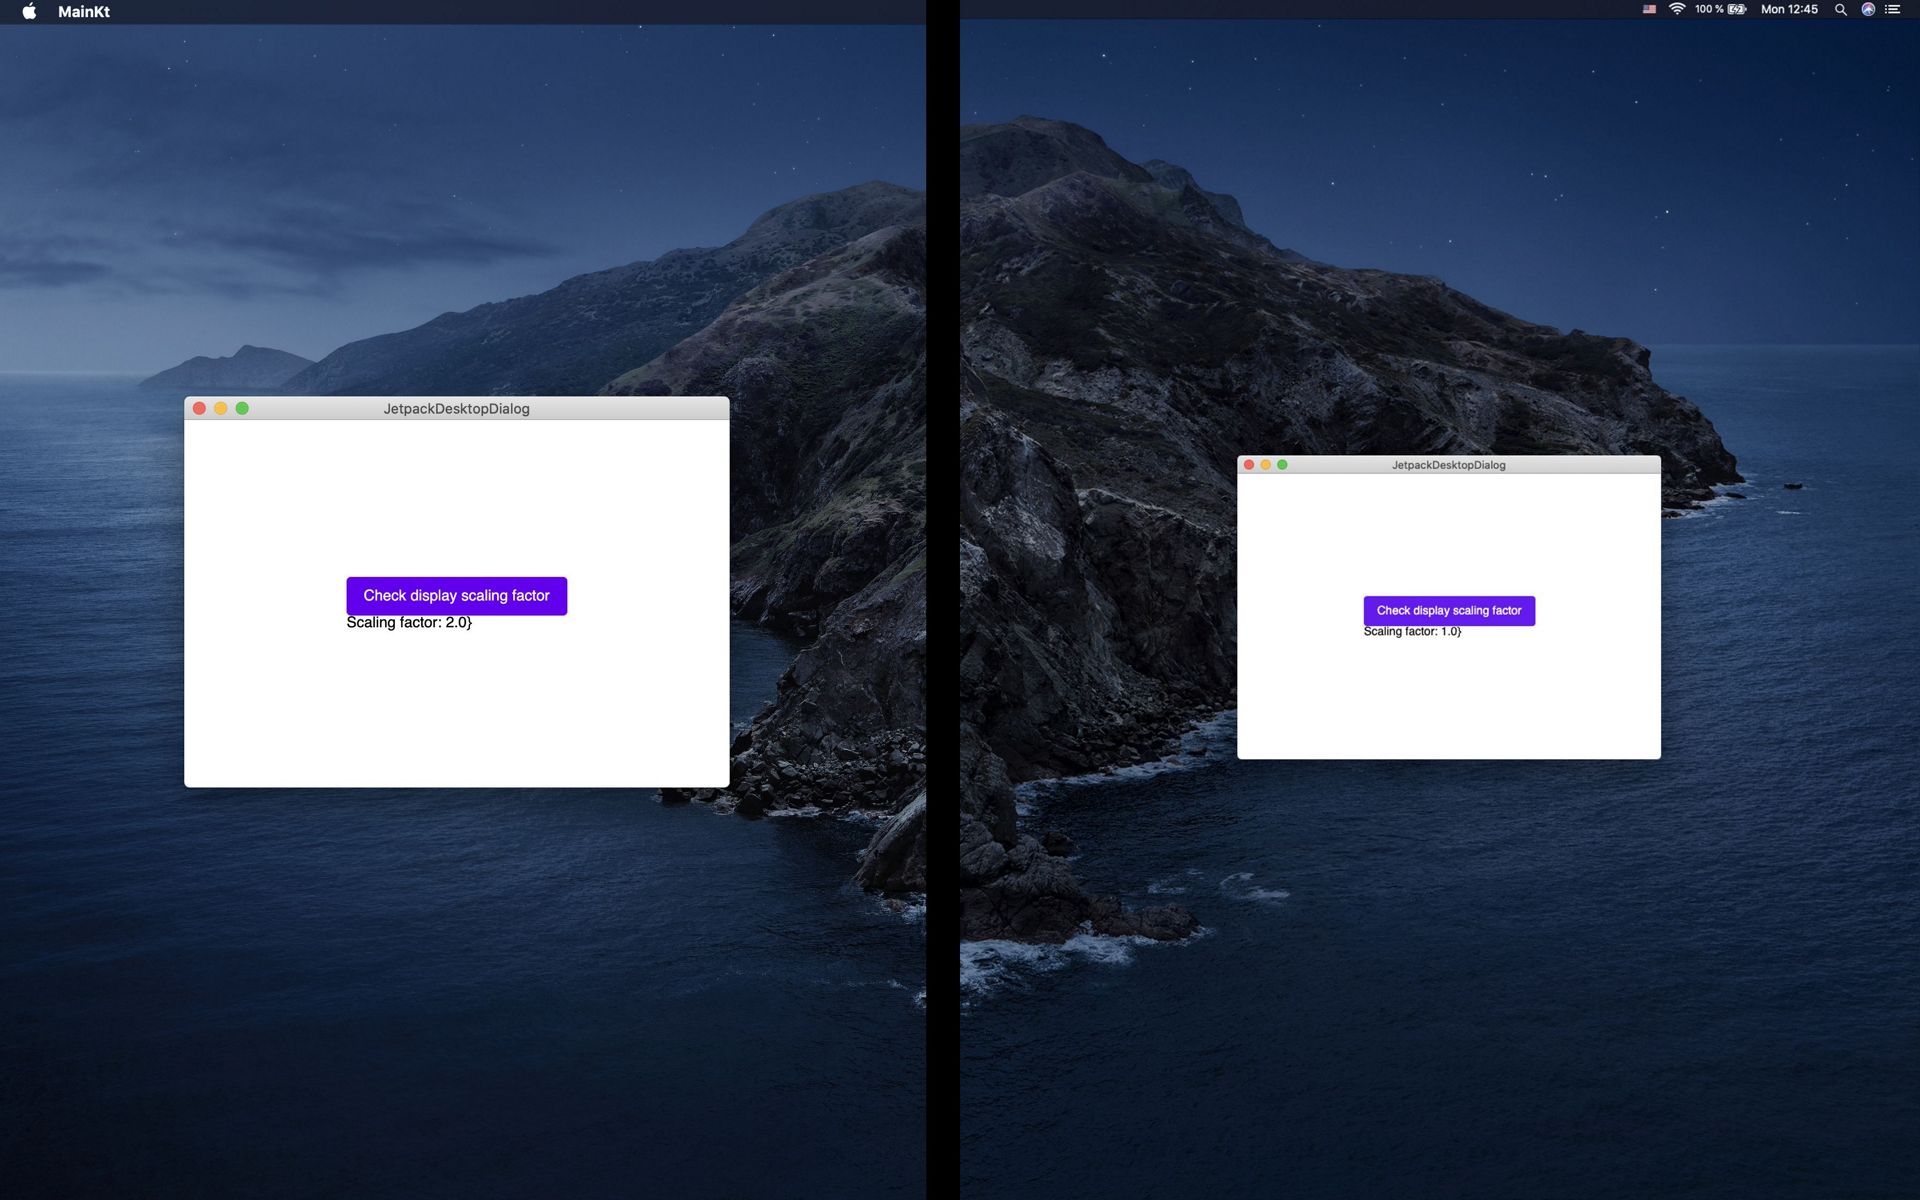 MainKt
100 %
Mon 12:45
JetpackDesktopDialog
Check display scaling factor
Scaling factor: 2.0}
JetpackDesktopDialog
Check display scaling factor
Scaling factor: 1.0}